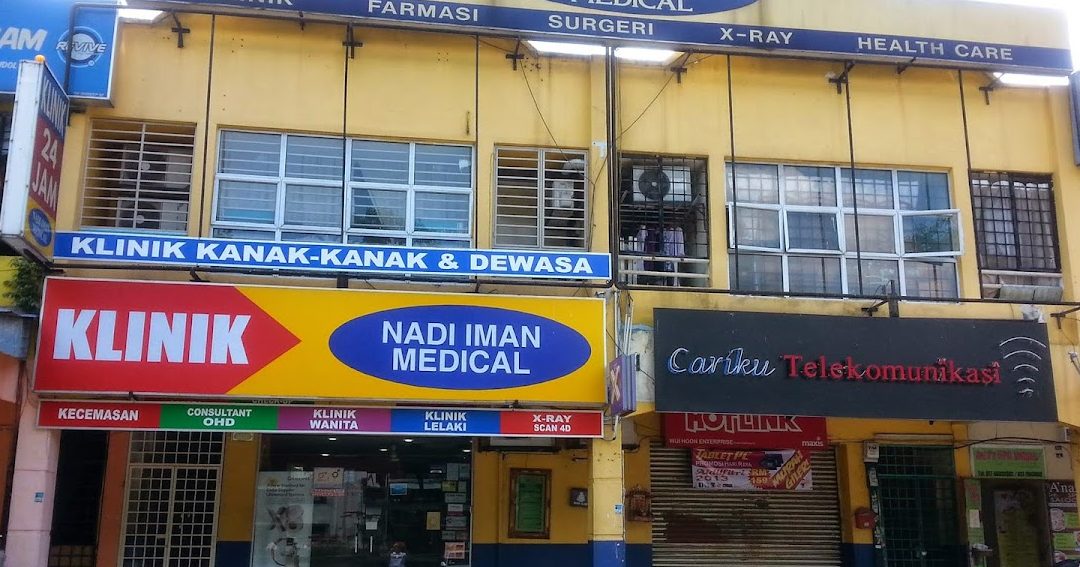 FARMASI
MEDICAL
SURGERI
X-RAY
HEALTH CARE
REVIVE
KLINIK
24
JAM
KLINIK KANAK-KANAK & DEWASA
KLINIK
NADI IMAN
MEDICAL
KECEMASAN
CONSULTANT
OHD
KLINIK
WANITA
KLINIK
LELAKI
X-RAY
SCAN 4D
X
Cariku Telekomunikasi
HOTLINK
maxis
TABLET PC
2013